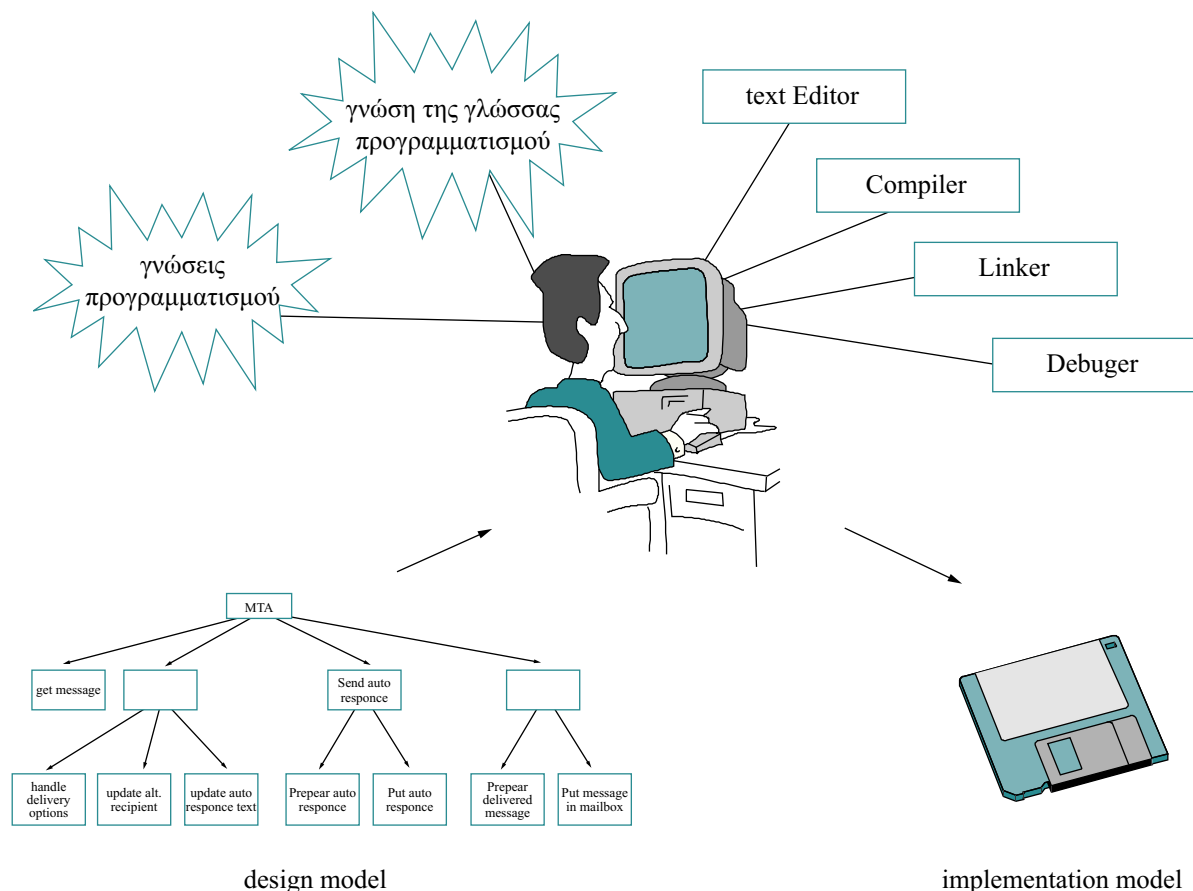 γνώση της γλώσσας
προγραμματισμού
text Editor
Compiler
γνώσεις
προγραμματισμού
Linker
Debuger
MTA
get message
Send auto
responce
handle
delivery
options
update alt.
recipient
update auto
responce text
Prepear auto
responce
Put auto
responce
Prepear
delivered
message
Put message
in mailbox
design model
implementation model